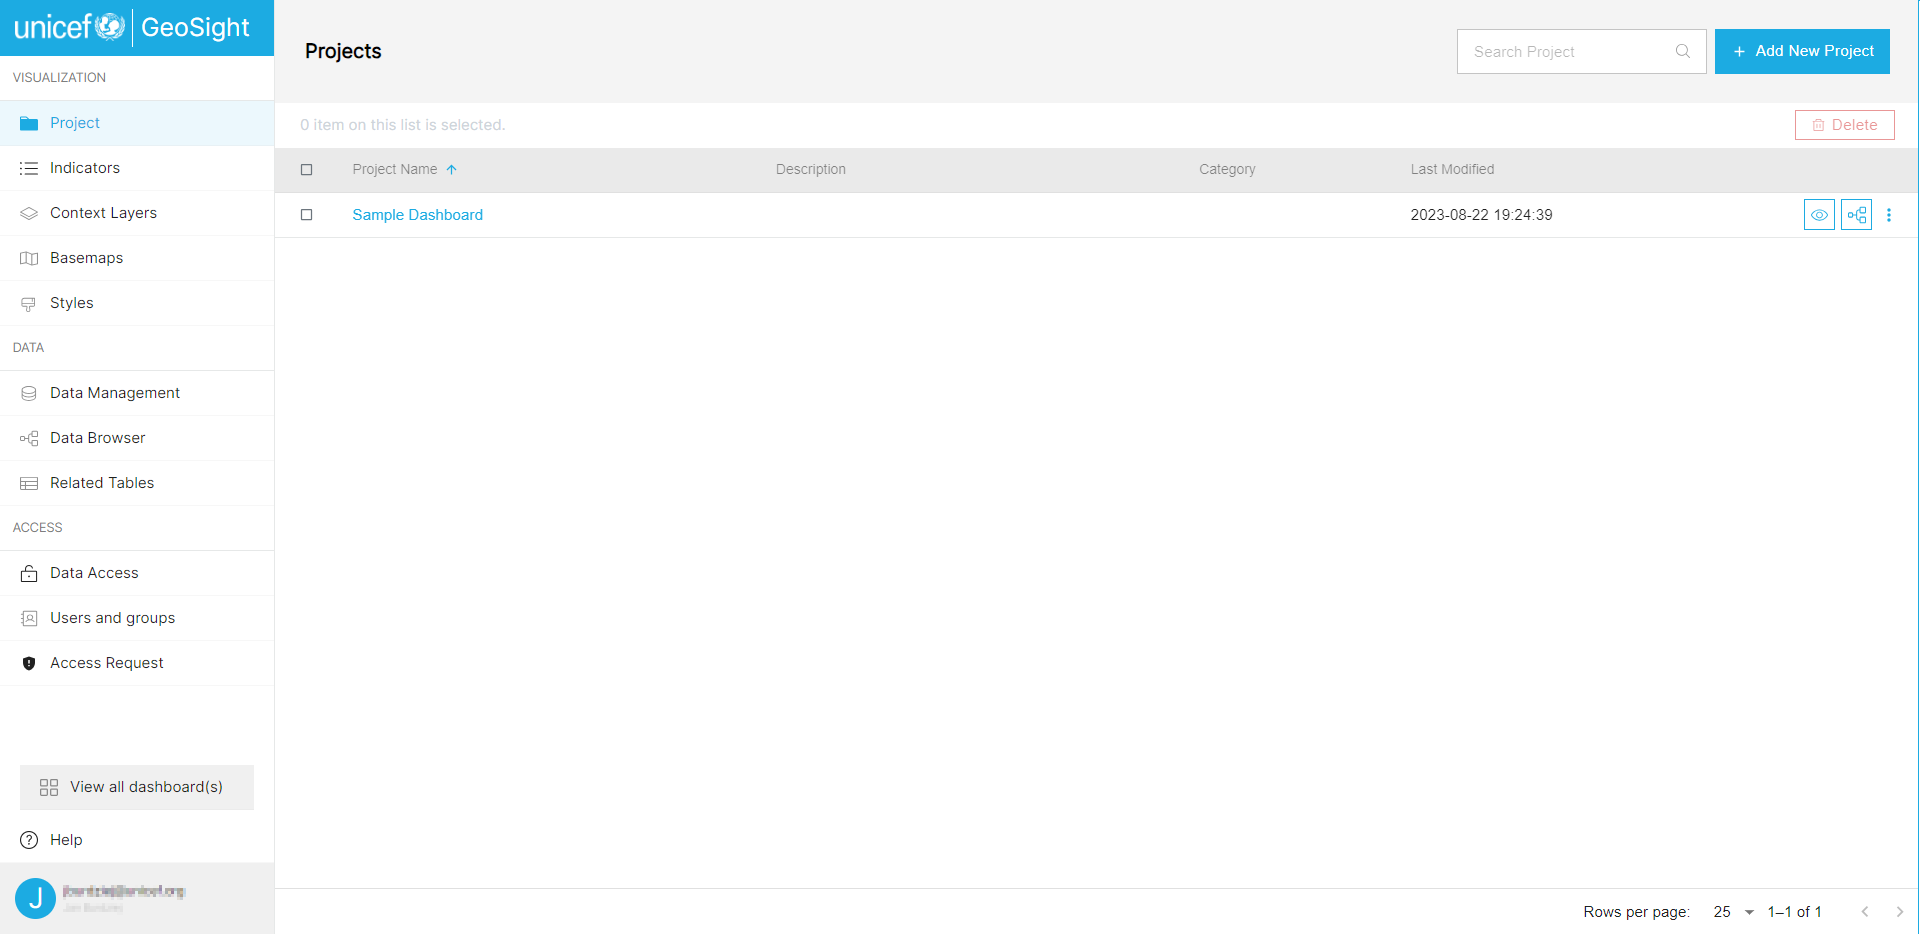 unicef GeoSight
VISUALIZATION
Project
Indicators
Context Layers
Basemaps
Styles
DATA
Data Management
Data Browser
Related Tables
ACCESS
Data Access
Users and groups
Access Request
View all dashboard(s)
Help
J
Projects
Search Project
+ Add New Project
0 item on this list is selected.
Delete
Project Name Description Category Last Modified
Sample Dashboard 2023-08-22 19:24:39
Rows per page: 25 1–1 of 1